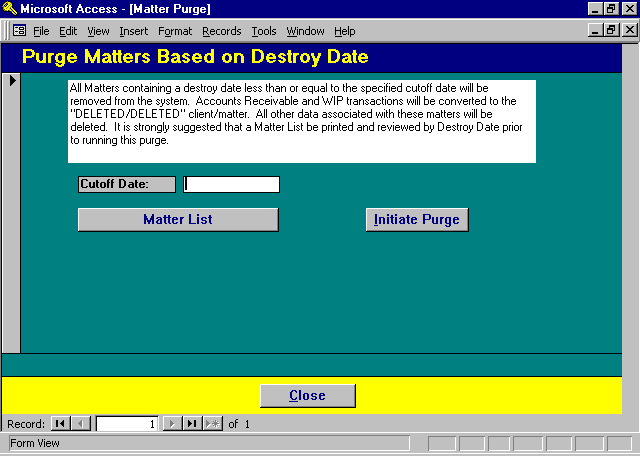 Microsoft Access - [Matter Purge]
File Edit View Insert Format Records Tools Window Help
Purge Matters Based on Destroy Date
All Matters containing a destroy date less than or equal to the specified cutoff date will be
removed from the system. Accounts Receivable and WIP transactions will be converted to the
"DELETED/DELETED" client/matter. All other data associated with these matters will be
deleted. It is strongly suggested that a Matter List be printed and reviewed by Destroy Date prior
to running this purge.
Cutoff Date:
Matter List Initiate Purge
Close
Record: 1 of 1
Form View